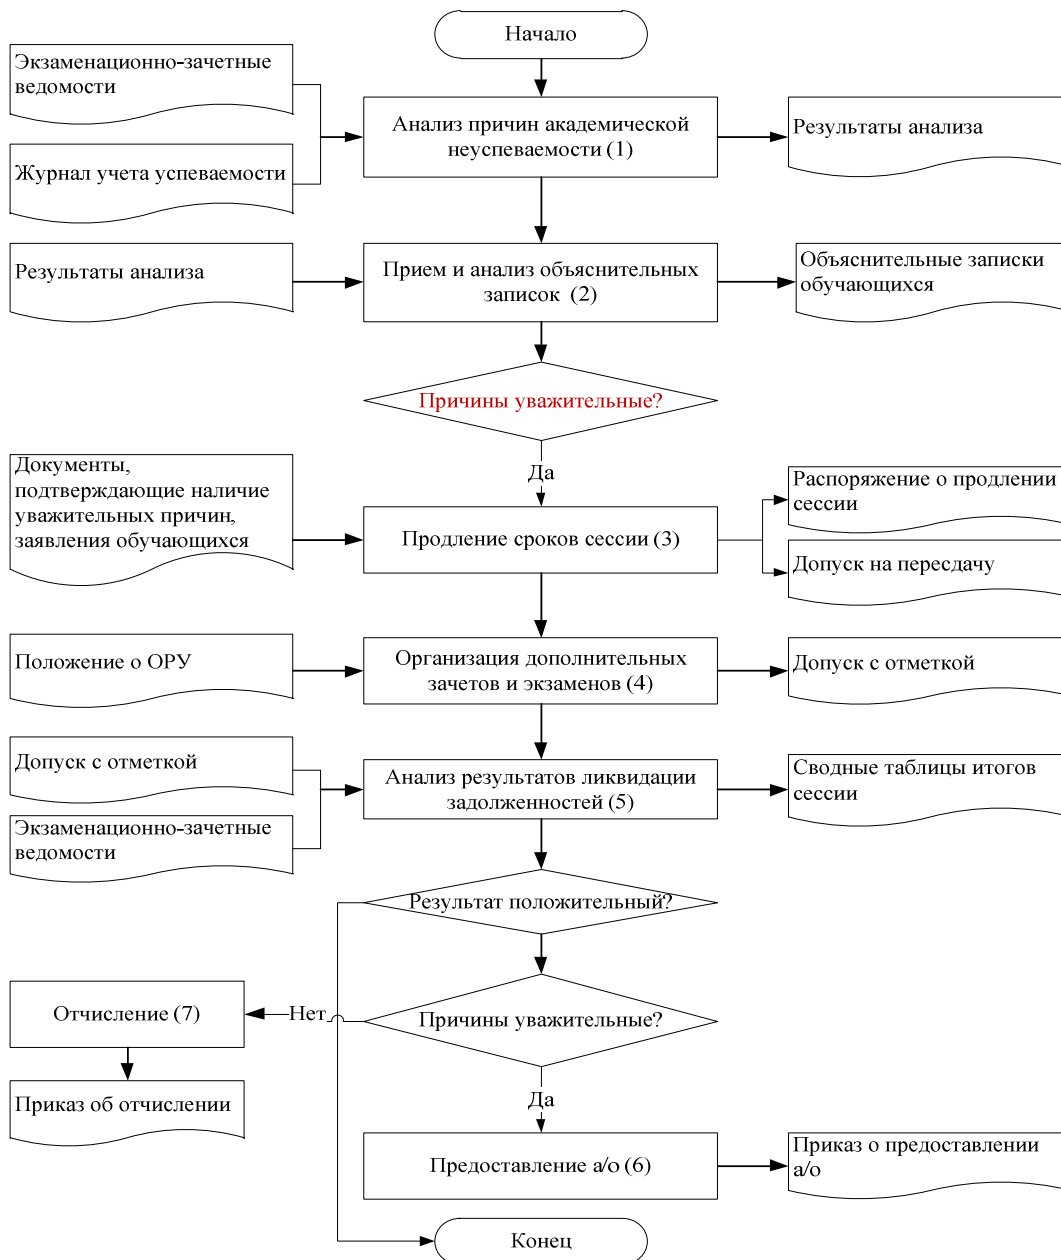 Начало
Экзаменационно-зачетные
ведомости
Журнал учета успеваемости
Анализ причин академической
неуспеваемости (1)
Результаты анализа
Результаты анализа
Прием и анализ объяснительных
записок (2)
Объяснительные записки
обучающихся
Причины уважительные?
Да
Документы,
подтверждающие наличие
уважительных причин,
заявления обучающихся
Продление сроков сессии (3)
Распоряжение о продлении
сессии
Допуск на пересдачу
Положение о ОРУ
Организация дополнительных
зачетов и экзаменов (4)
Допуск с отметкой
Допуск с отметкой
Экзаменационно-зачетные
ведомости
Анализ результатов ликвидации
задолженностей (5)
Сводные таблицы итогов
сессии
Результат положительный?
Причины уважительные?
Нет
Отчисление (7)
Приказ об отчислении
Да
Предоставление а/о (6)
Приказ о предоставлении
а/о
Конец